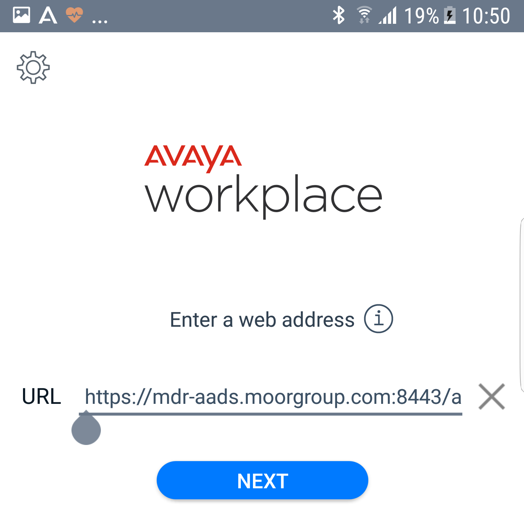 ... 19% 10:50
AVAYA
workplace
Enter a web address i
URL https://mdr-aads.moorgroup.com:8443/a
NEXT